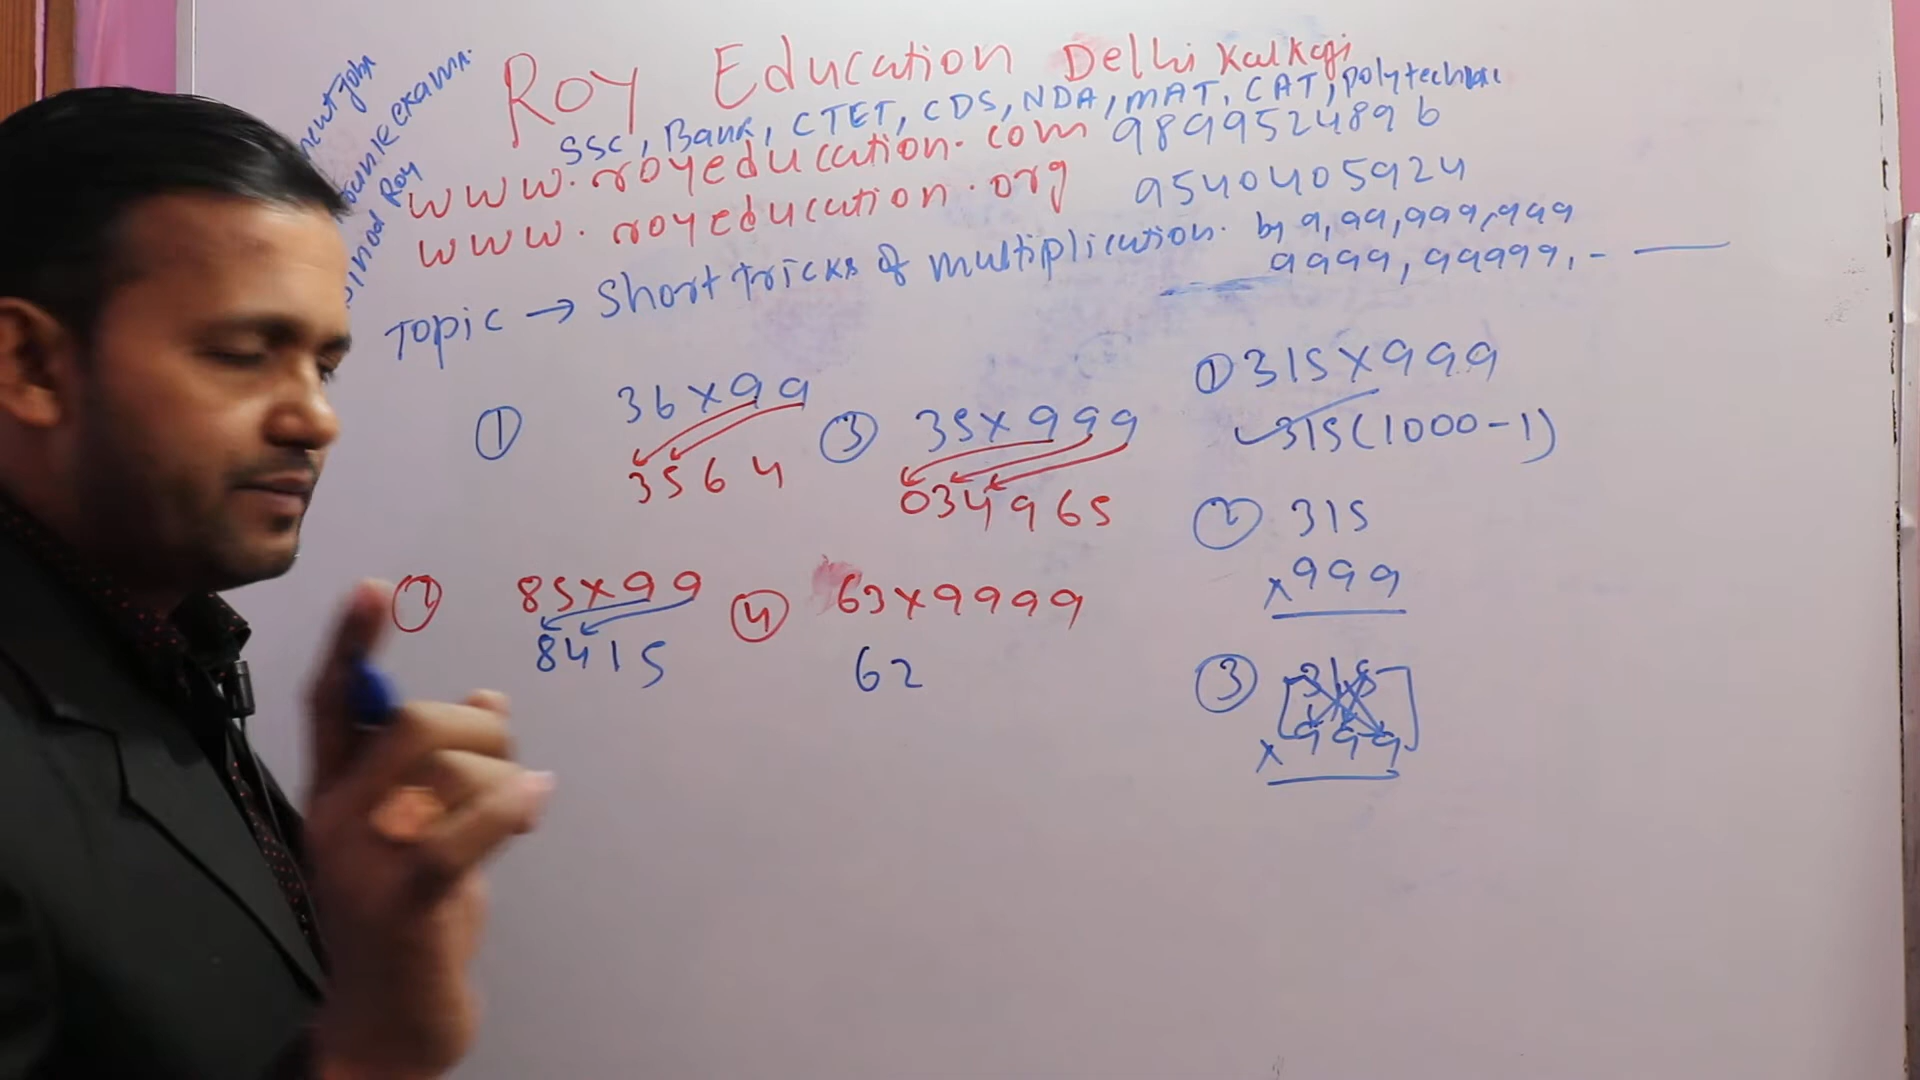 Roy Education Delhi Kalkaji
SSC, Bank, CTET, CDS, NDA, MAT, CAT, polytechnic
www.royeducation.com 9899524896
www.royeducation.org 9540405924
Topic → Short tricks of multiplication. by 9,99,999,999
9999, 99999, - —
① 36×99
3564
② 85×99
8415
③ 35×999
034965
④ 63×9999
62
① 315×999
315(1000-1)
② 315
×999
③ 315
×999
Roy